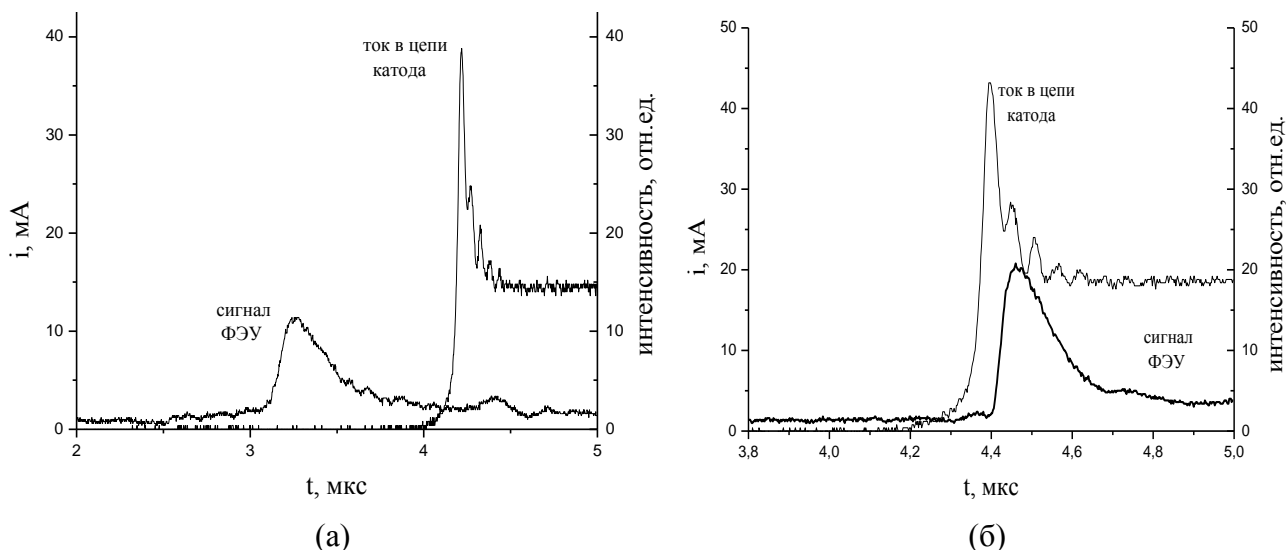 40
30
20
10
0
i, мА
ток в цепи
катода
сигнал
ФЭУ
40
30
20
10
0
интенсивность, отн.ед.
2
3
4
5
t, мкс
(а)
50
40
30
20
10
0
i, мА
ток в цепи
катода
сигнал
ФЭУ
50
40
30
20
10
0
интенсивность, отн.ед.
3,8
4,0
4,2
4,4
4,6
4,8
5,0
t, мкс
(б)